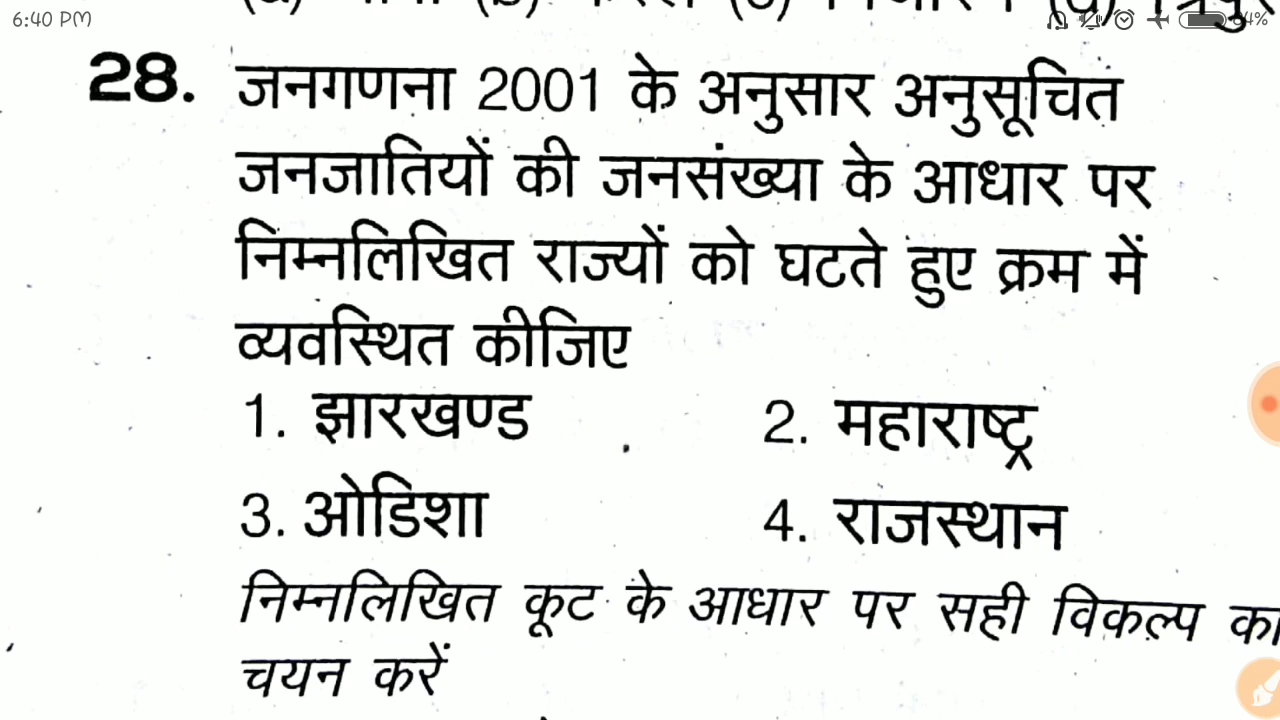 6:40 PM
28. जनगणना 2001 के अनुसार अनुसूचित
जनजातियों की जनसंख्या के आधार पर
निम्नलिखित राज्यों को घटते हुए क्रम में
व्यवस्थित कीजिए
1. झारखण्ड 2. महाराष्ट्र
3. ओडिशा 4. राजस्थान
निम्नलिखित कूट के आधार पर सही विकल्प का
चयन करें